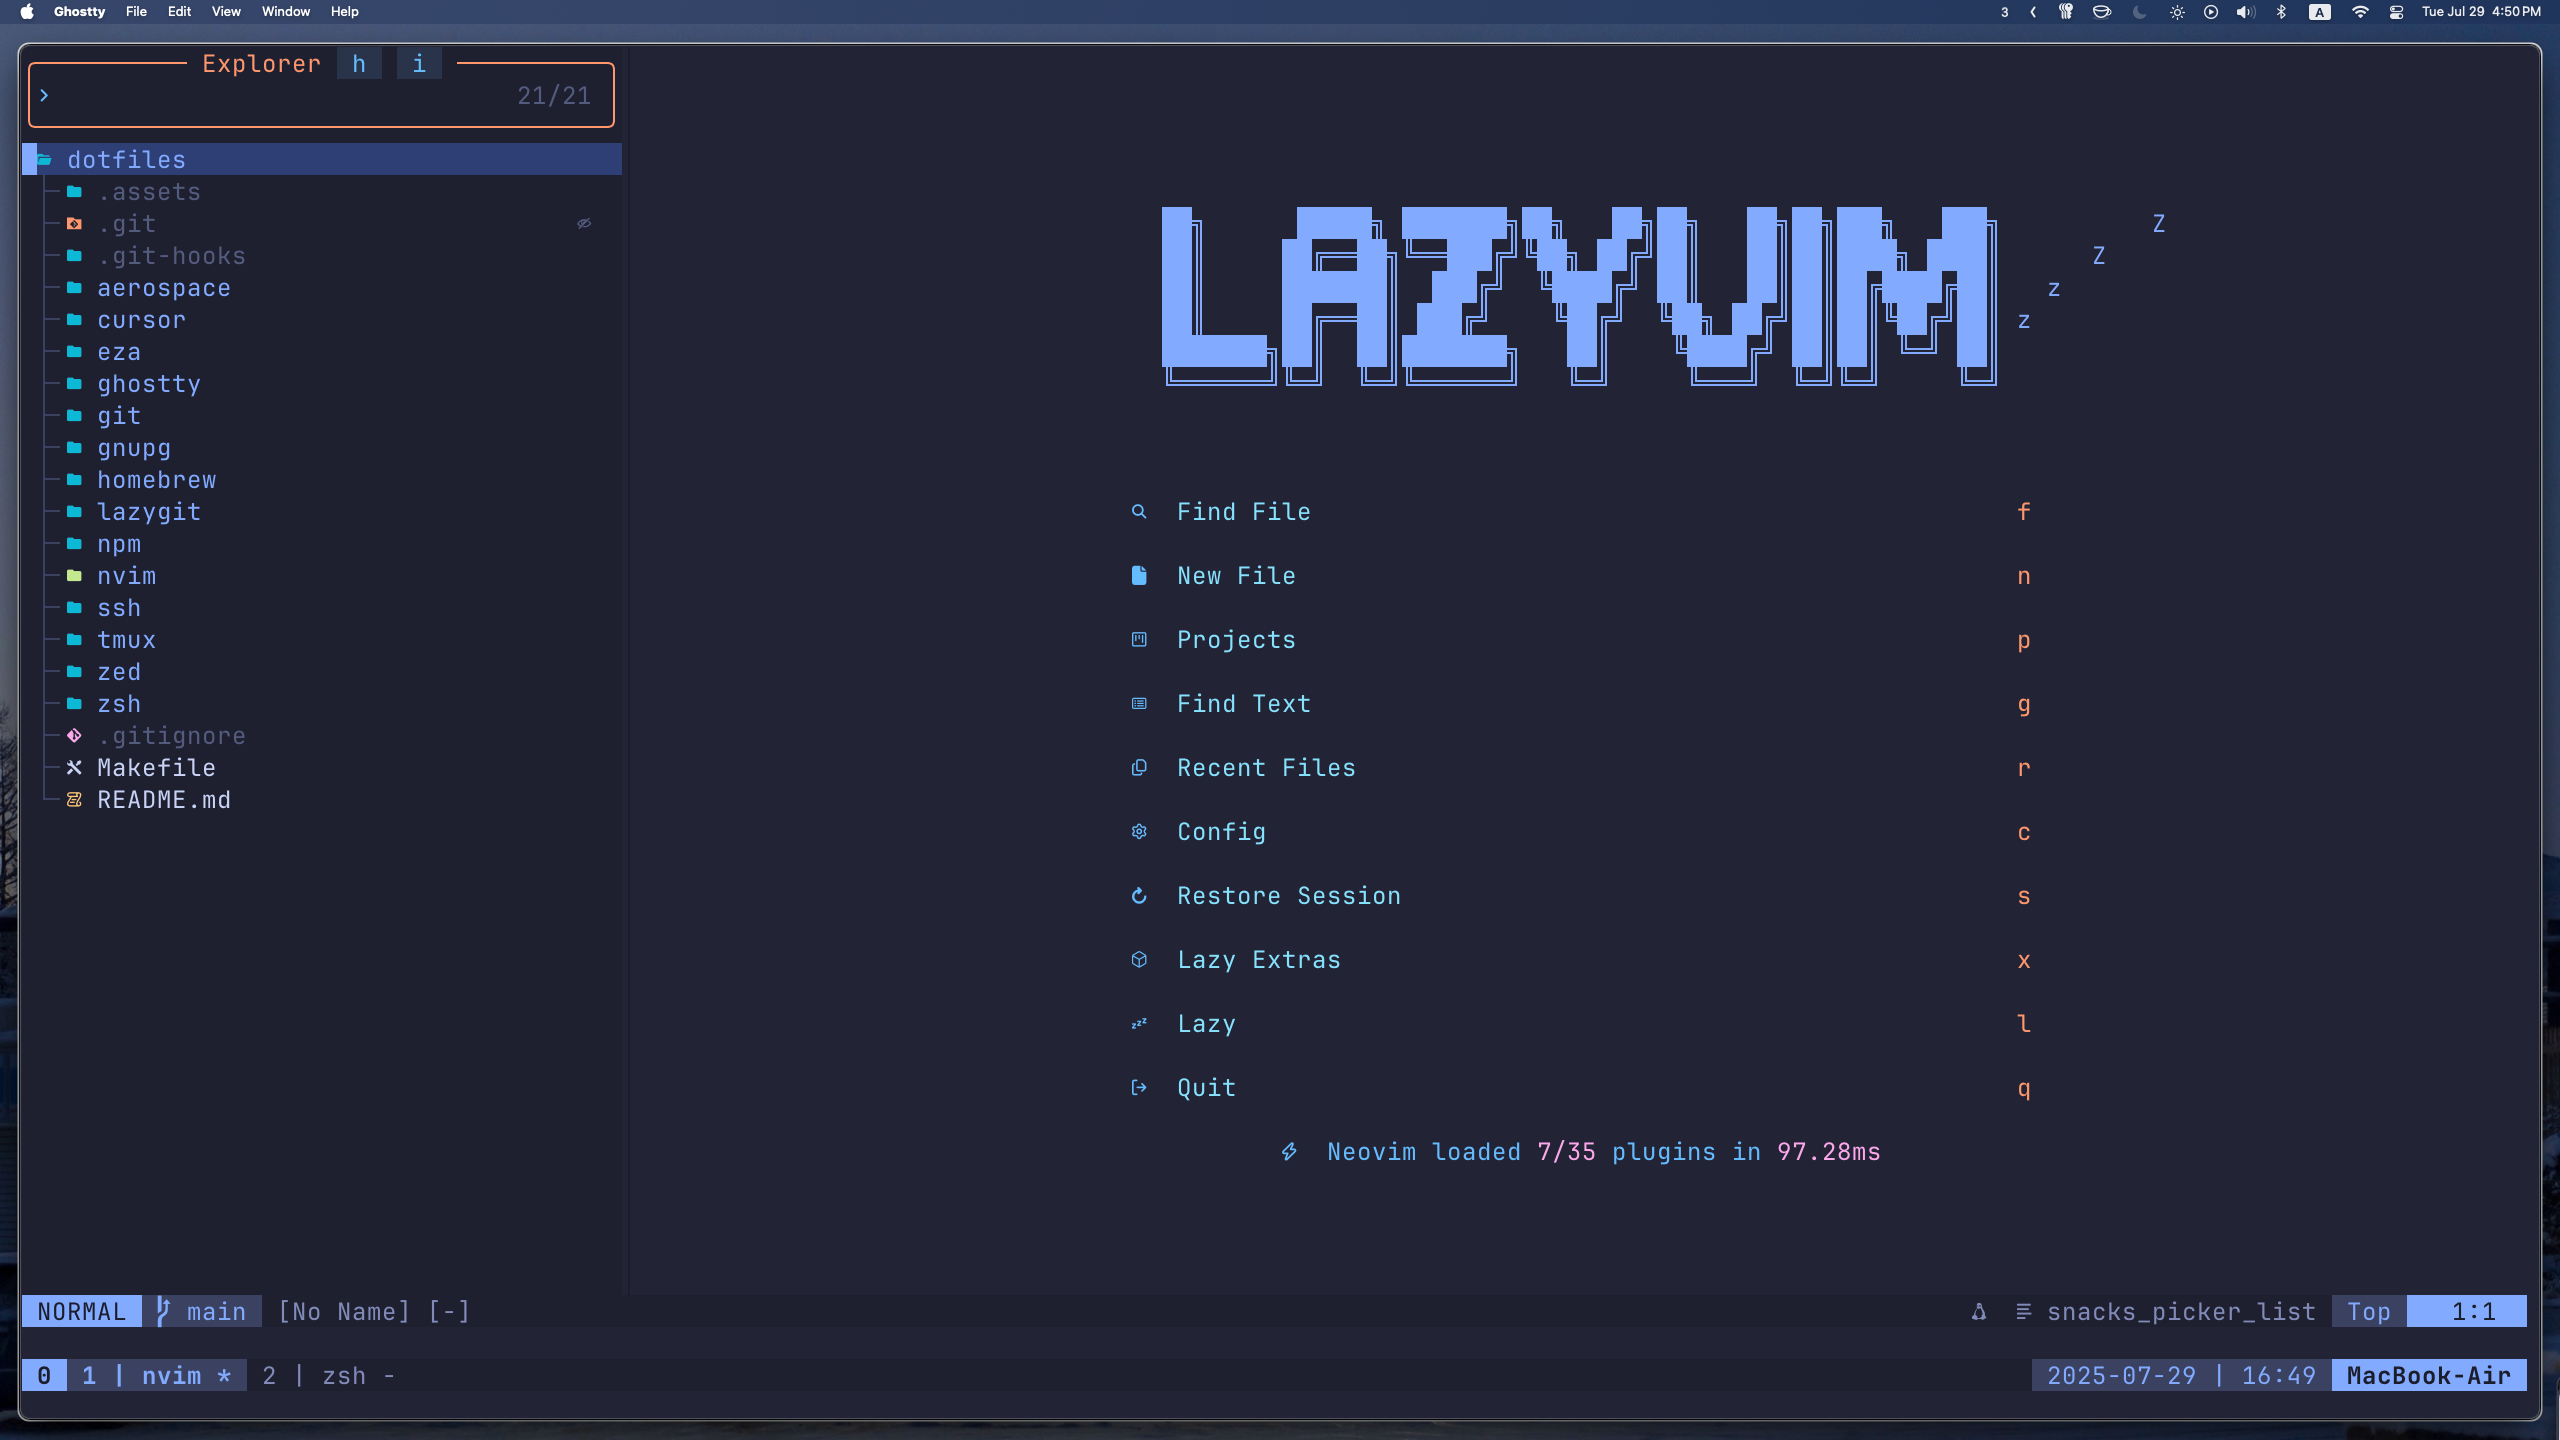 Ghostty File Edit View Window Help 3 A Tue Jul 29 4:50 PM
Explorer h i
> 21/21
dotfiles
.assets
.git
.git-hooks
aerospace
cursor
eza
ghostty
git
gnupg
homebrew
lazygit
npm
nvim
ssh
tmux
zed
zsh
.gitignore
Makefile
README.md
LAZYVIM Z
Z
z
z
Find File f
New File n
Projects p
Find Text g
Recent Files r
Config c
Restore Session s
Lazy Extras x
Lazy l
Quit q
Neovim loaded 7/35 plugins in 97.28ms
NORMAL main [No Name] [-] snacks_picker_list Top 1:1
0 1 | nvim * 2 | zsh - 2025-07-29 | 16:49 MacBook-Air